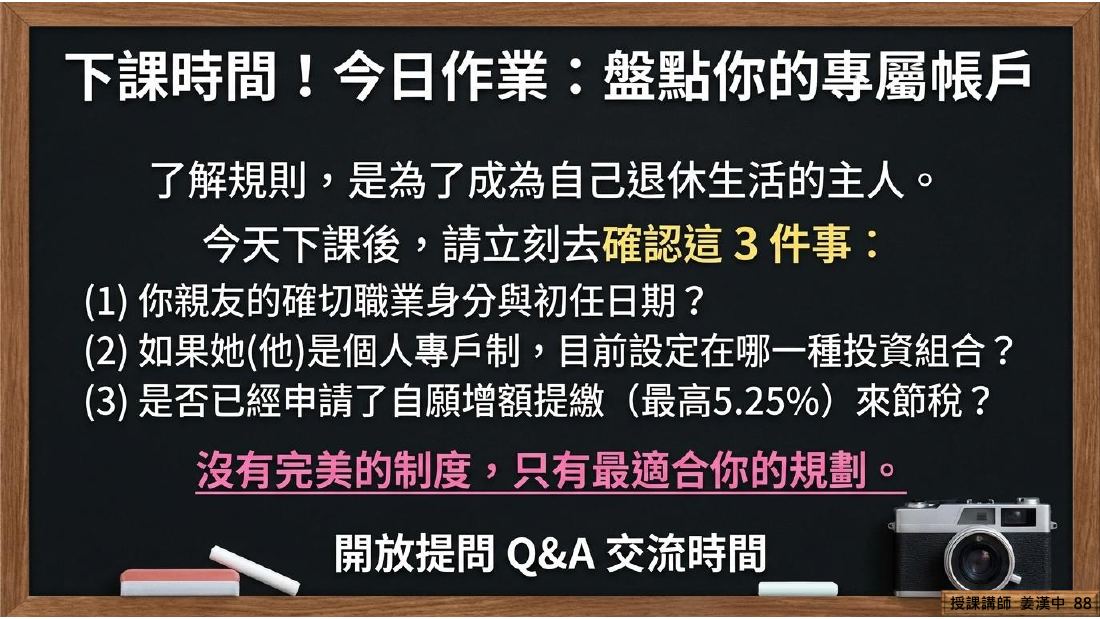 下課時間！今日作業：盤點你的專屬帳戶
了解規則，是為了成為自己退休生活的主人。
今天下課後，請立刻去確認這 3 件事：
(1) 你親友的確切職業身分與初任日期？
(2) 如果她(他)是個人專戶制，目前設定在哪一種投資組合？
(3) 是否已經申請了自願增額提繳（最高5.25%）來節稅？
沒有完美的制度，只有最適合你的規劃。
開放提問 Q&A 交流時間
授課講師 姜漢中 88